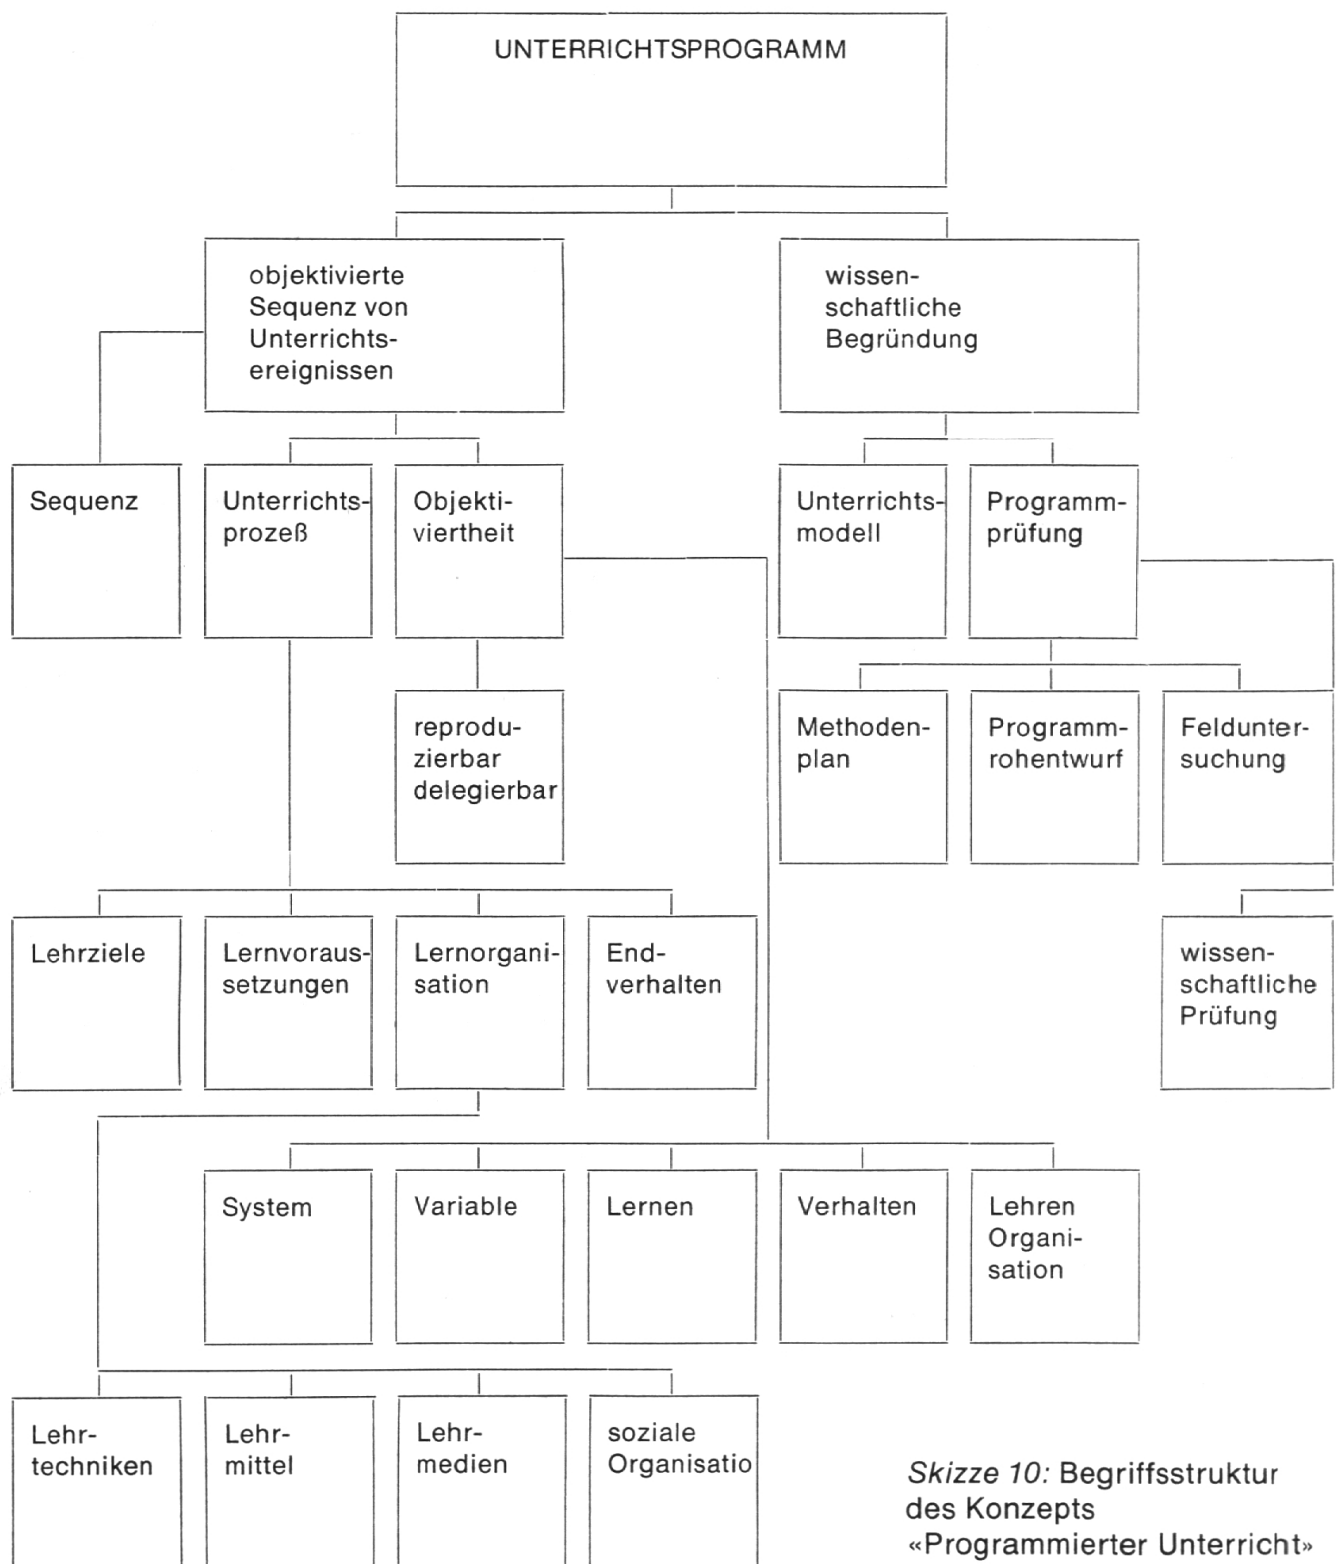 UNTERRICHTSPROGRAMM
objektivierte
Sequenz von
Unterrichts-
ereignissen
wissen-
schaftliche
Begründung
Sequenz
Unterrichts-
prozeß
Objekti-
viertheit
Unterrichts-
modell
Programm-
prüfung
reprodu-
zierbar
delegierbar
Methoden-
plan
Programm-
rohentwurf
Feldunter-
suchung
Lehrziele
Lernvoraus-
setzungen
Lernorgani-
sation
End-
verhalten
wissen-
schaftliche
Prüfung
System
Variable
Lernen
Verhalten
Lehren
Organi-
sation
Lehr-
techniken
Lehr-
mittel
Lehr-
medien
soziale
Organisatio
Skizze 10: Begriffsstruktur
des Konzepts
«Programmierter Unterricht»